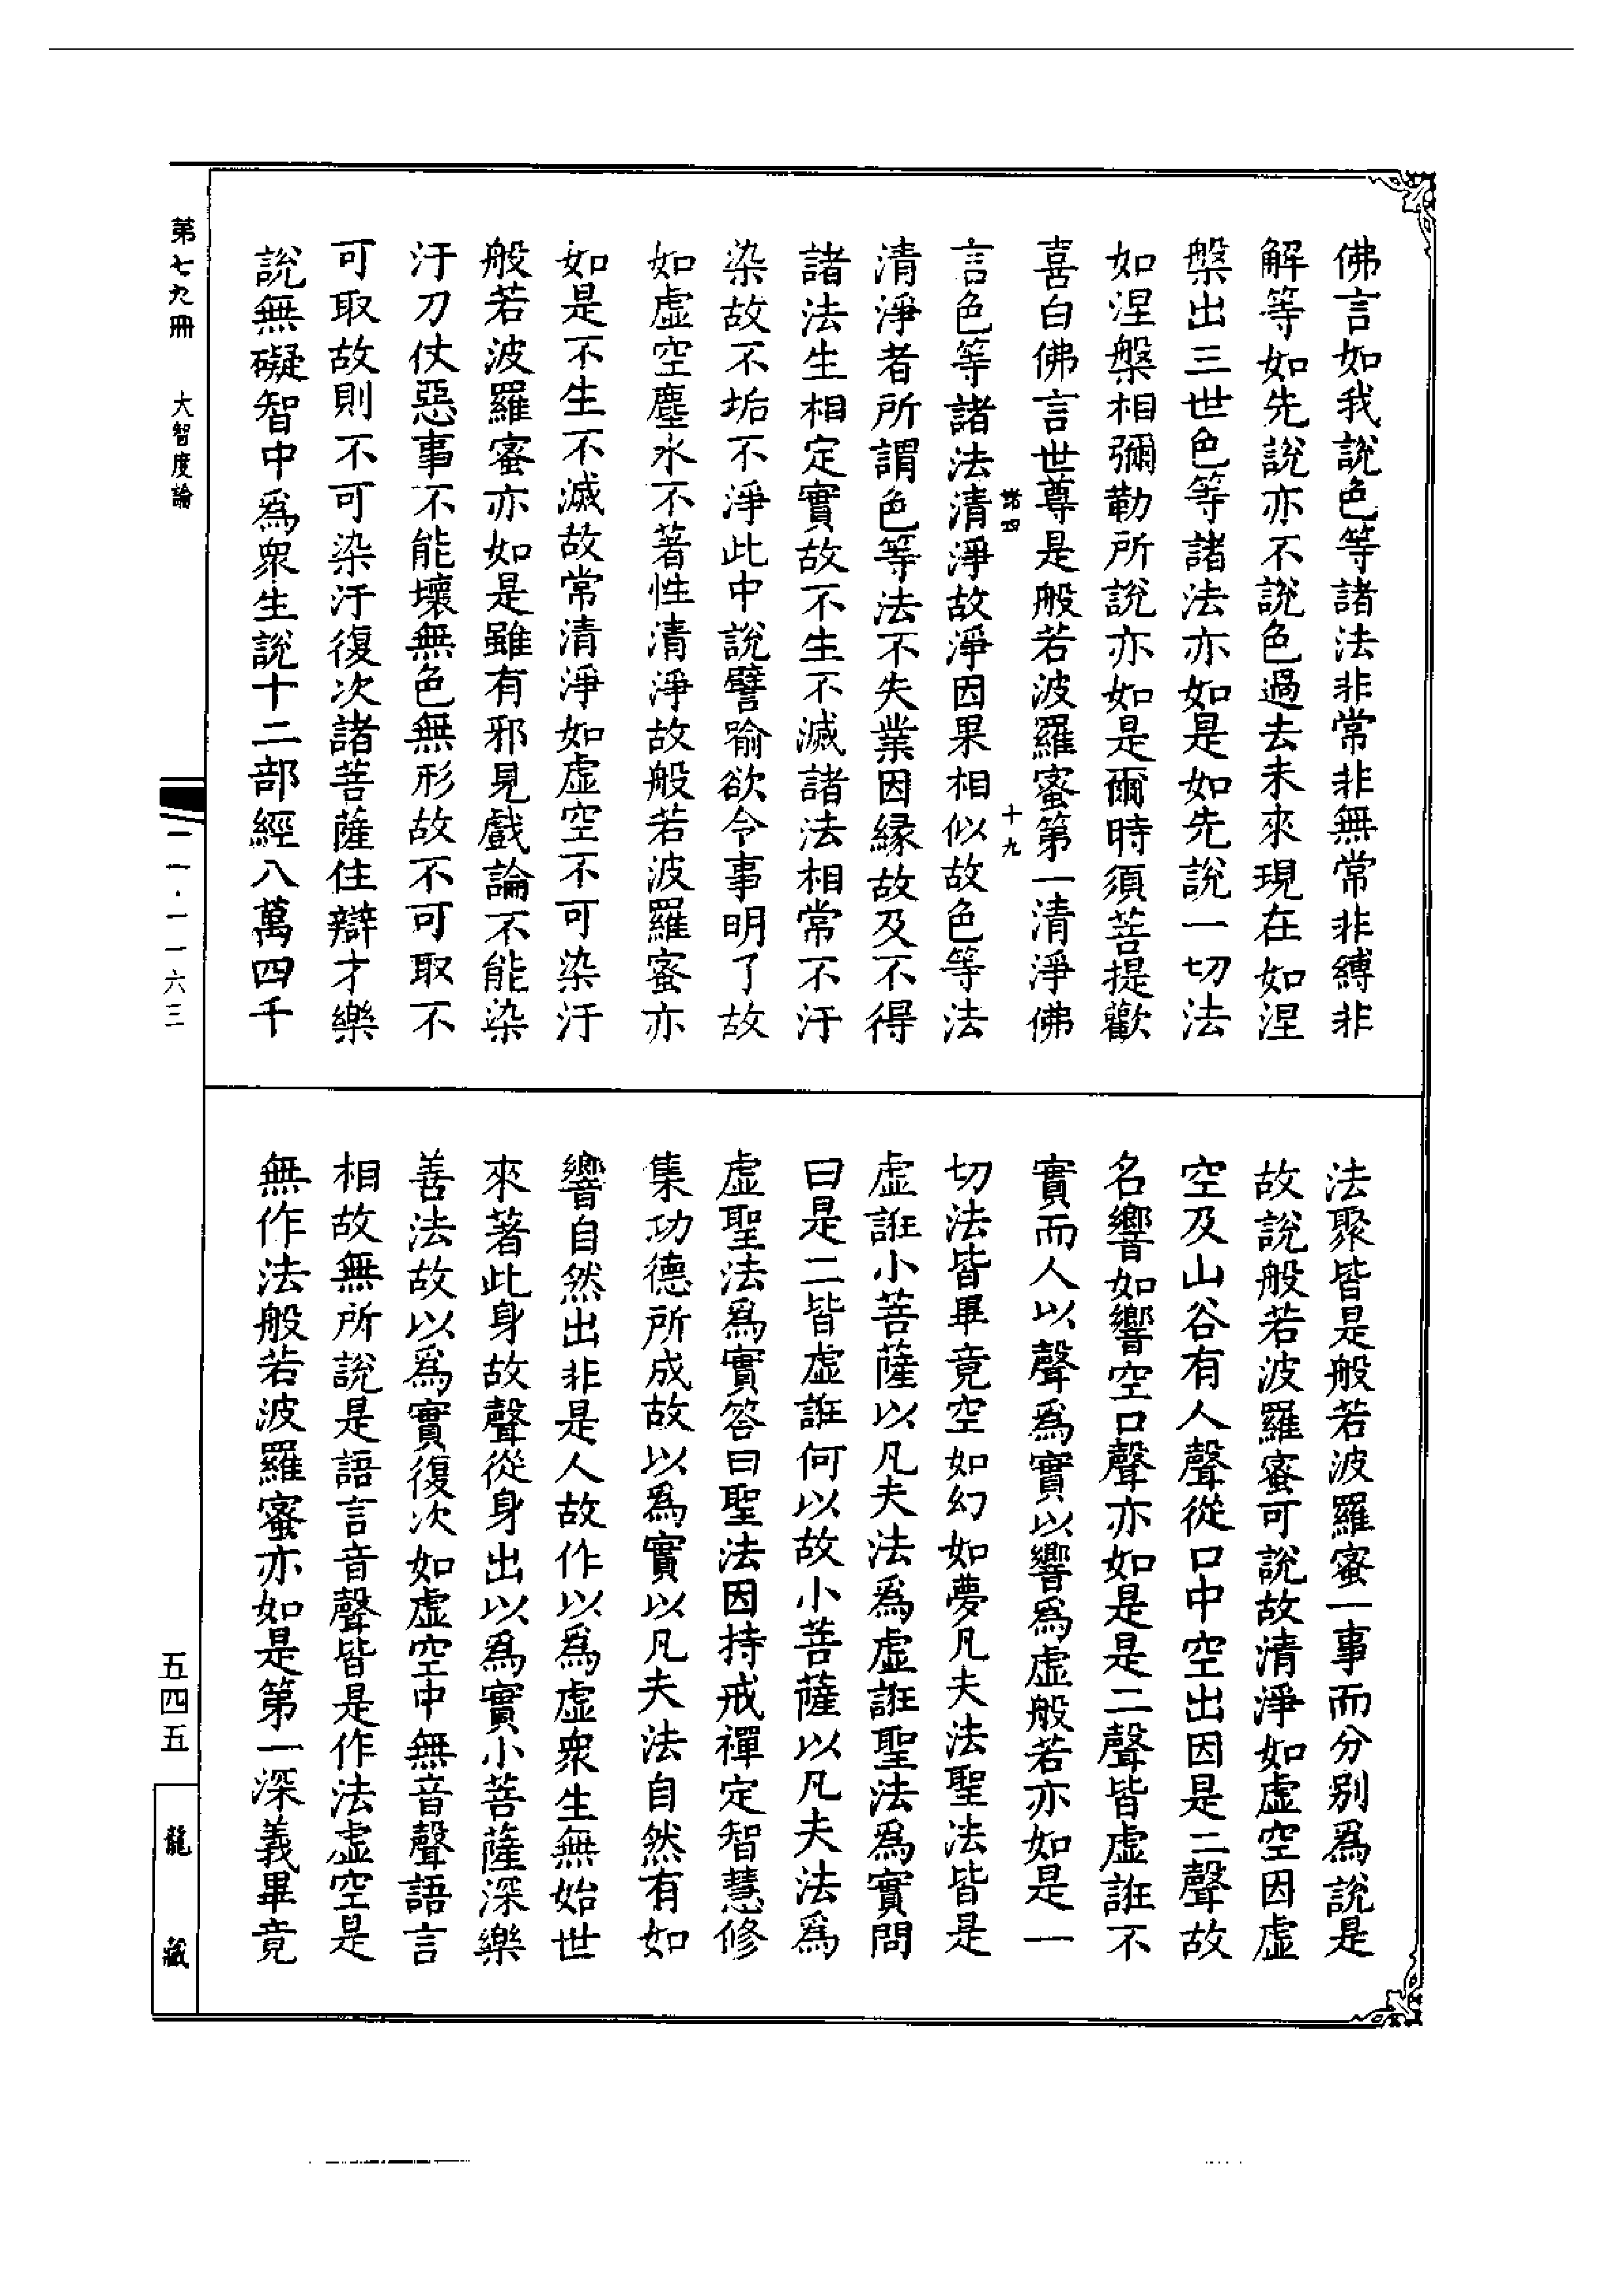 佛言如我說色等諸法非常非無常非縛非
解等如先說亦不說色過去未來現在如涅
槃出三世色等諸法亦如是如先說一切法
如涅槃相彌勒所說亦如是爾時須菩提歡
喜白佛言世尊是般若波羅蜜第一清淨佛
十九
言色等諸法清淨故淨因果相似故色等法
清淨者所謂色等法不失業因緣故及不得
諸法生相定實故不生不滅諸法相常不汙
染故不垢不淨此中說譬喻欲令事明了故
如虛空塵水不著性清淨故般若波羅蜜亦
如是不生不滅故常清淨如虛空不可染汙
般若波羅蜜亦如是雖有邪見戲論不能染
汙刀仗惡事不能壞無色無形故不可取不
可取故則不可染汙復次諸菩薩住辯才樂
說無礙智中爲衆生說十二部經八萬四千
法聚皆是般若波羅蜜一事而分別爲說是
故說般若波羅蜜可說故清淨如虛空因虛
空及山谷有人聲從口中空出因是二聲故
名響如響空口聲亦如是是二聲皆虛誑不
實而人以聲爲實以響爲虛般若亦如是一
切法皆畢竟空如幻如夢凡夫法聖法皆是
虛誑小菩薩以凡夫法爲虛誑聖法爲實問
曰是二皆虛誑何以故小菩薩以凡夫法爲
虛聖法爲實答曰聖法因持戒禪定智慧修
集功德所成故以爲實以凡夫法自然有如
響自然出非是人故作以爲虛衆生無始世
來著此身故聲從身出以爲實小菩薩深樂
善法故以爲實復次如虛空中無音聲語言
相故無所說是語言音聲皆是作法虛空是
無作法般若波羅蜜亦如是第一深義畢竟
第七九冊 大智度論
一一·一一六三
五四五
龍藏